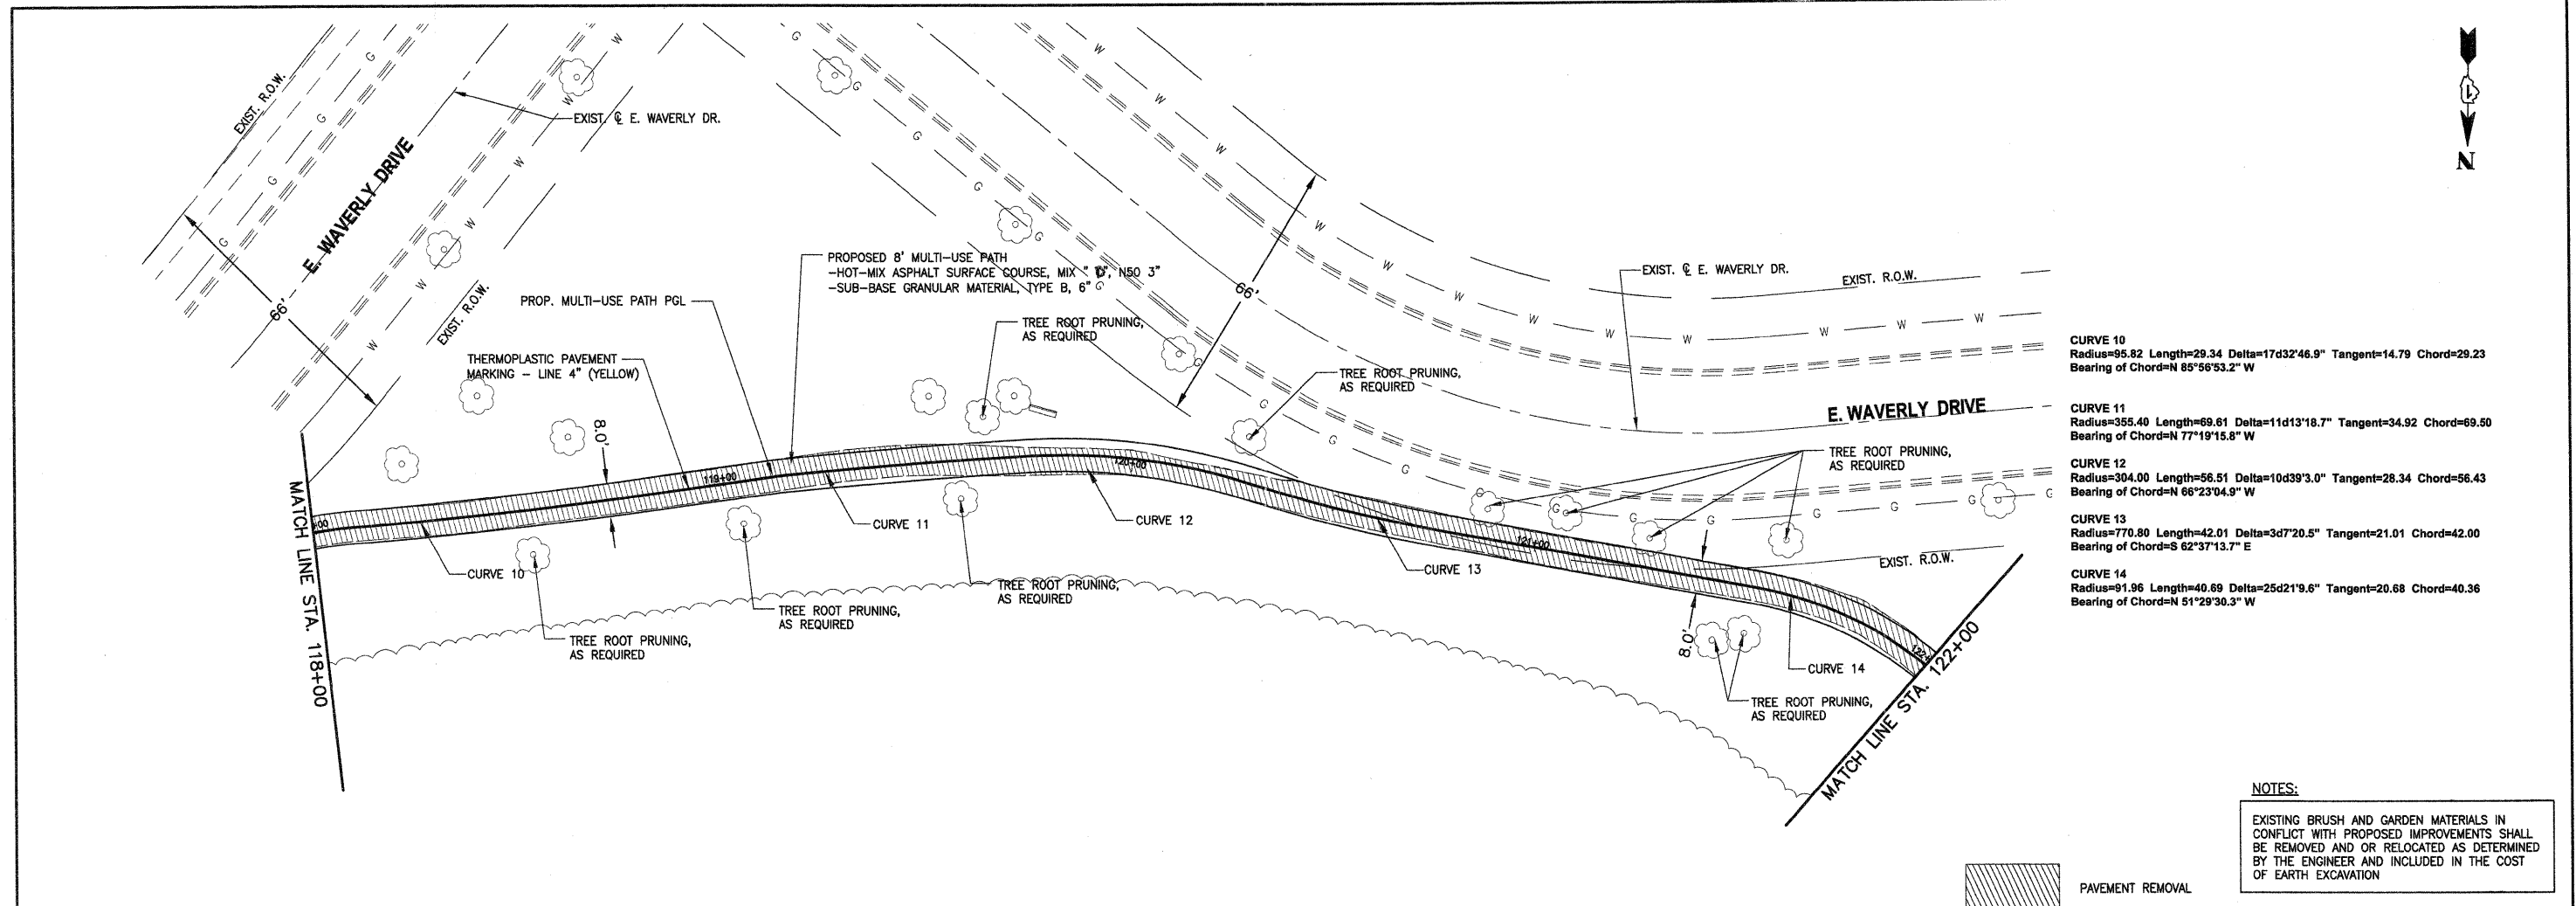 EXIST. R.O.W.
E. WAVERLY DRIVE
66'
EXIST. ℄ E. WAVERLY DR.
EXIST. R.O.W.
N
PROPOSED 8' MULTI-USE PATH
-HOT-MIX ASPHALT SURFACE COURSE, MIX " D", N50 3"
-SUB-BASE GRANULAR MATERIAL, TYPE B, 6"
PROP. MULTI-USE PATH PGL
THERMOPLASTIC PAVEMENT
MARKING - LINE 4" (YELLOW)
TREE ROOT PRUNING,
AS REQUIRED
66'
EXIST. ℄ E. WAVERLY DR.
EXIST. R.O.W.
TREE ROOT PRUNING,
AS REQUIRED
E. WAVERLY DRIVE
TREE ROOT PRUNING,
AS REQUIRED
8.0'
119+00
120+00
121+00
122+
+00
MATCH LINE STA. 118+00
CURVE 10
CURVE 11
CURVE 12
CURVE 13
CURVE 14
EXIST. R.O.W.
8.0'
TREE ROOT PRUNING,
AS REQUIRED
TREE ROOT PRUNING,
AS REQUIRED
TREE ROOT PRUNING,
AS REQUIRED
TREE ROOT PRUNING,
AS REQUIRED
MATCH LINE STA. 122+00
CURVE 10
Radius=95.82 Length=29.34 Delta=17d32'46.9" Tangent=14.79 Chord=29.23
Bearing of Chord=N 85°56'53.2" W
CURVE 11
Radius=355.40 Length=69.61 Delta=11d13'18.7" Tangent=34.92 Chord=69.50
Bearing of Chord=N 77°19'15.8" W
CURVE 12
Radius=304.00 Length=56.51 Delta=10d39'3.0" Tangent=28.34 Chord=56.43
Bearing of Chord=N 66°23'04.9" W
CURVE 13
Radius=770.80 Length=42.01 Delta=3d7'20.5" Tangent=21.01 Chord=42.00
Bearing of Chord=S 62°37'13.7" E
CURVE 14
Radius=91.96 Length=40.69 Delta=25d21'9.6" Tangent=20.68 Chord=40.36
Bearing of Chord=N 51°29'30.3" W
NOTES:
EXISTING BRUSH AND GARDEN MATERIALS IN
CONFLICT WITH PROPOSED IMPROVEMENTS SHALL
BE REMOVED AND OR RELOCATED AS DETERMINED
BY THE ENGINEER AND INCLUDED IN THE COST
OF EARTH EXCAVATION
PAVEMENT REMOVAL